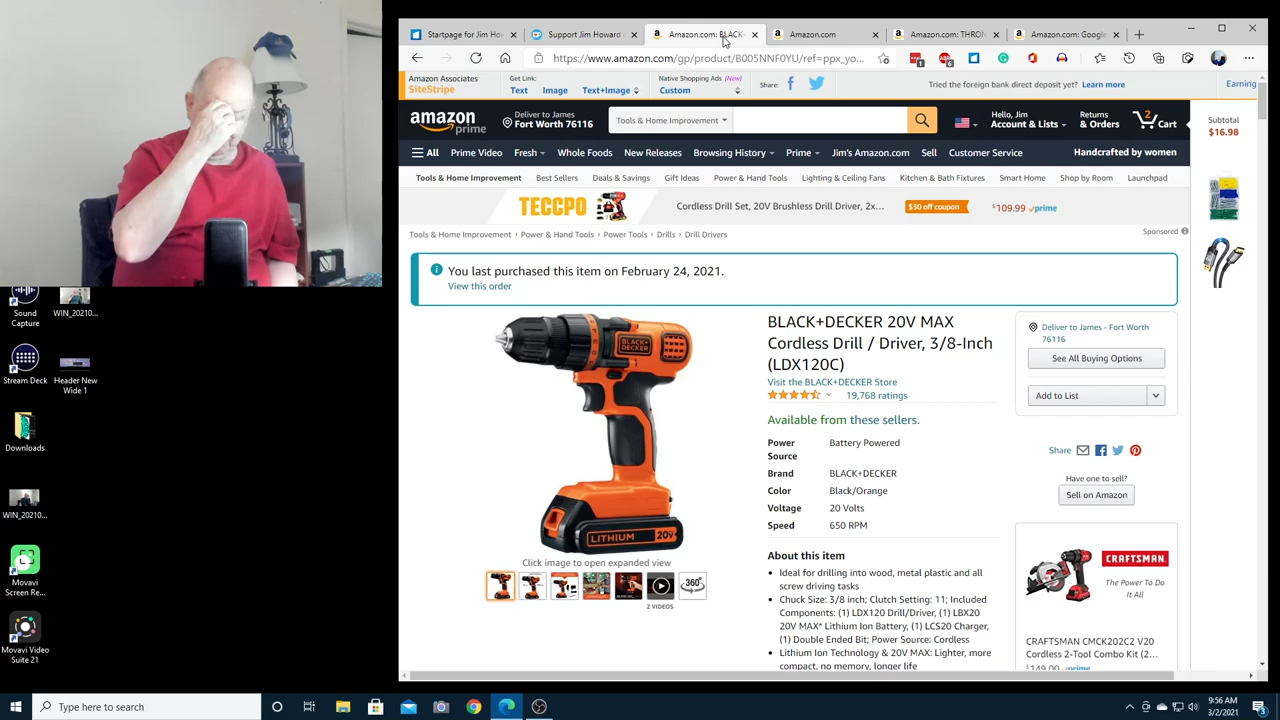 Startpage for Jim Ho
Support Jim Howard
Amazon.com: BLACK
Amazon.com
Amazon.com: THRON
Amazon.com: Google
https://www.amazon.com/gp/product/B005NNF0YU/ref=ppx_yo...
Amazon Associates
SiteStripe
Get Link:
Text Image Text+Image
Native Shopping Ads (New)
Custom
Share:
Tried the foreign bank direct deposit yet? Learn more
Earning
amazon
prime
Deliver to James
Fort Worth 76116
Tools & Home Improvement
Hello, Jim
Account & Lists
Returns
& Orders
2
Cart
All Prime Video Fresh Whole Foods New Releases Browsing History Prime Jim's Amazon.com Sell Customer Service Handcrafted by women
Subtotal
$16.98
Tools & Home Improvement Best Sellers Deals & Savings Gift Ideas Power & Hand Tools Lighting & Ceiling Fans Kitchen & Bath Fixtures Smart Home Shop by Room Launchpad
TECCPO Cordless Drill Set, 20V Brushless Drill Driver, 2x... $30 off coupon $109.99 prime
Tools & Home Improvement › Power & Hand Tools › Power Tools › Drills › Drill Drivers
Sponsored
You last purchased this item on February 24, 2021.
View this order
BLACK+DECKER
LITHIUM 20V
Click image to open expanded view
360°
2 VIDEOS
BLACK+DECKER 20V MAX
Cordless Drill / Driver, 3/8-Inch
(LDX120C)
Visit the BLACK+DECKER Store
19,768 ratings
Available from these sellers.
Power Source Battery Powered
Brand BLACK+DECKER
Color Black/Orange
Voltage 20 Volts
Speed 650 RPM
About this item
• Ideal for drilling into wood, metal plastic and all
screw driving tasks
• Chuck Size: 3/8 inch; Clutch Setting: 11; Included
Components: (1) LDX120 Drill/Driver, (1) LBX20
20V MAX* Lithium Ion Battery, (1) LCS20 Charger,
(1) Double Ended Bit; Power Source: Cordless
• Lithium Ion Technology & 20V MAX: Lighter, more
compact, no memory, longer life
Deliver to James - Fort Worth
76116
See All Buying Options
Add to List
Share
Have one to sell?
Sell on Amazon
CRAFTSMAN
The Power To Do
It All
CRAFTSMAN CMCK202C2 V20
Cordless 2-Tool Combo Kit (2...
$149.00 prime
Sound
Capture
WIN_20210...
Stream Deck
Header New
Wide 1
Downloads
WIN_20210...
Movavi
Screen Re...
Movavi Video
Suite 21
Type here to search
9:56 AM
3/2/2021
3